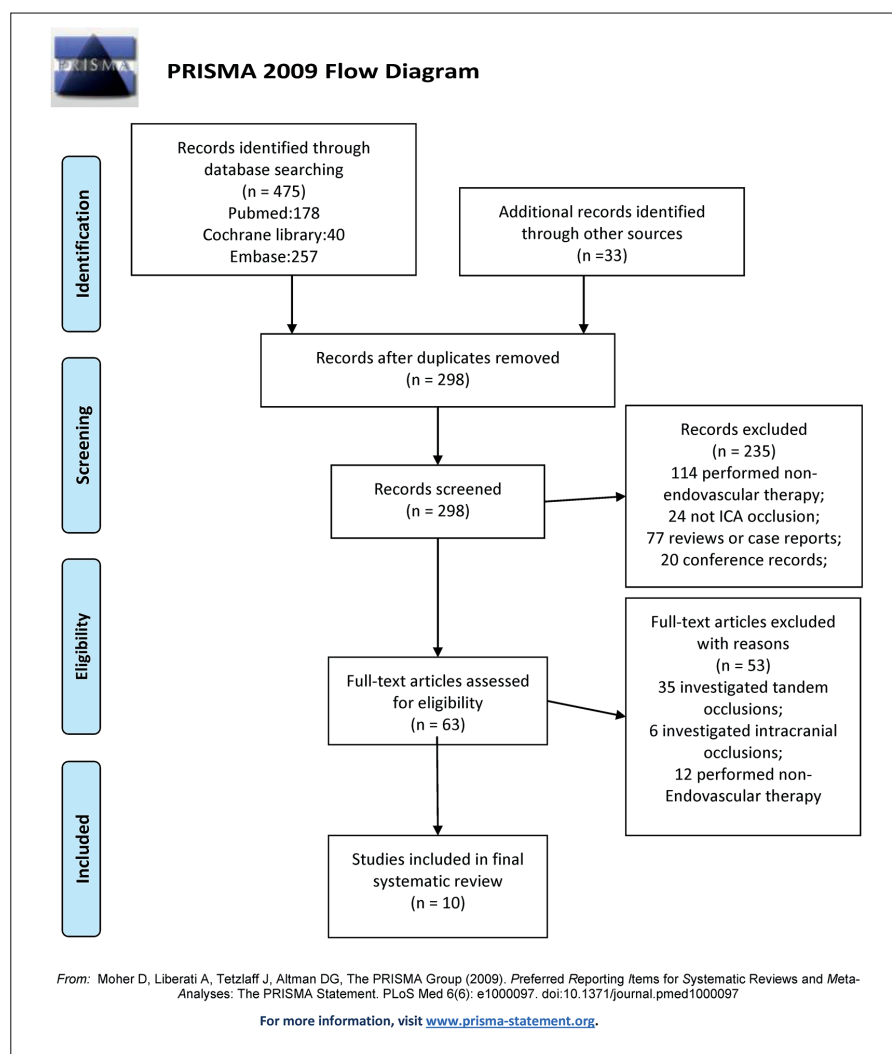 PRISMA
PRISMA 2009 Flow Diagram
Identification
Records identified through
database searching
(n = 475)
Pubmed:178
Cochrane library:40
Embase:257
Additional records identified
through other sources
(n =33)
Screening
Records after duplicates removed
(n = 298)
Records screened
(n = 298)
Records excluded
(n = 235)
114 performed non-
endovascular therapy;
24 not ICA occlusion;
77 reviews or case reports;
20 conference records;
Eligibility
Full-text articles assessed
for eligibility
(n = 63)
Full-text articles excluded
with reasons
(n = 53)
35 investigated tandem
occlusions;
6 investigated intracranial
occlusions;
12 performed non-
Endovascular therapy
Included
Studies included in final
systematic review
(n = 10)
From: Moher D, Liberati A, Tetzlaff J, Altman DG, The PRISMA Group (2009). Preferred Reporting Items for Systematic Reviews and Meta-
Analyses: The PRISMA Statement. PLoS Med 6(6): e1000097. doi:10.1371/journal.pmed1000097
For more information, visit www.prisma-statement.org.